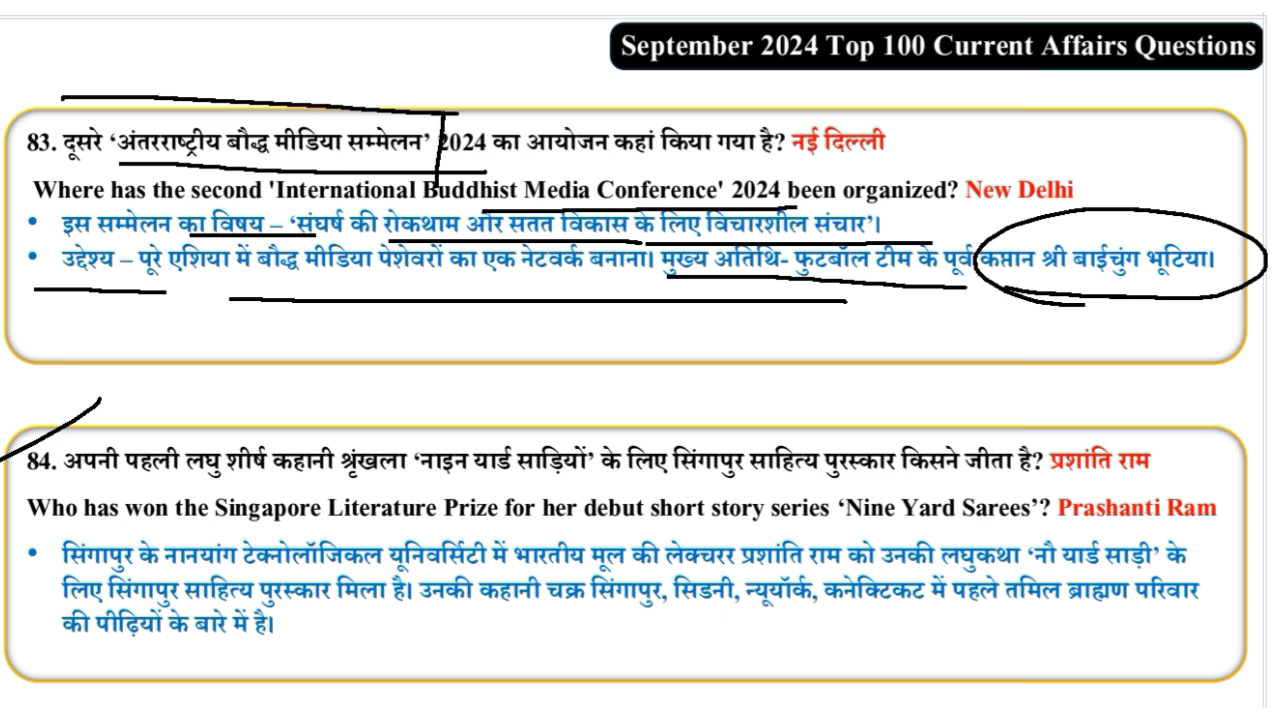 September 2024 Top 100 Current Affairs Questions
83. दूसरे ‘अंतरराष्ट्रीय बौद्ध मीडिया सम्मेलन’ 2024 का आयोजन कहां किया गया है? नई दिल्ली
Where has the second 'International Buddhist Media Conference' 2024 been organized? New Delhi
• इस सम्मेलन का विषय – ‘संघर्ष की रोकथाम और सतत विकास के लिए विचारशील संचार’।
• उद्देश्य – पूरे एशिया में बौद्ध मीडिया पेशेवरों का एक नेटवर्क बनाना। मुख्य अतिथि- फुटबॉल टीम के पूर्व कप्तान श्री बाईचुंग भूटिया।
84. अपनी पहली लघु शीर्ष कहानी श्रृंखला ‘नाइन यार्ड साड़ियों’ के लिए सिंगापुर साहित्य पुरस्कार किसने जीता है? प्रशांति राम
Who has won the Singapore Literature Prize for her debut short story series ‘Nine Yard Sarees’? Prashanti Ram
• सिंगापुर के नानयांग टेक्नोलॉजिकल यूनिवर्सिटी में भारतीय मूल की लेक्चरर प्रशांति राम को उनकी लघुकथा ‘नौ यार्ड साड़ी’ के
लिए सिंगापुर साहित्य पुरस्कार मिला है। उनकी कहानी चक्र सिंगापुर, सिडनी, न्यूयॉर्क, कनेक्टिकट में पहले तमिल ब्राह्मण परिवार
की पीढ़ियों के बारे में है।